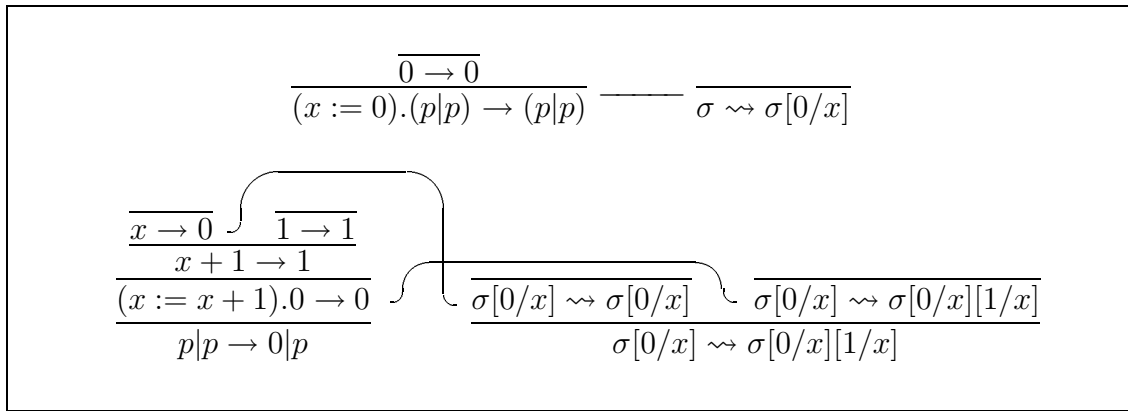 0 → 0
(x := 0).(p|p) → (p|p) σ ⇝ σ[0/x]
x → 0 1 → 1
x + 1 → 1
(x := x + 1).0 → 0 σ[0/x] ⇝ σ[0/x] σ[0/x] ⇝ σ[0/x][1/x]
p|p → 0|p σ[0/x] ⇝ σ[0/x][1/x]